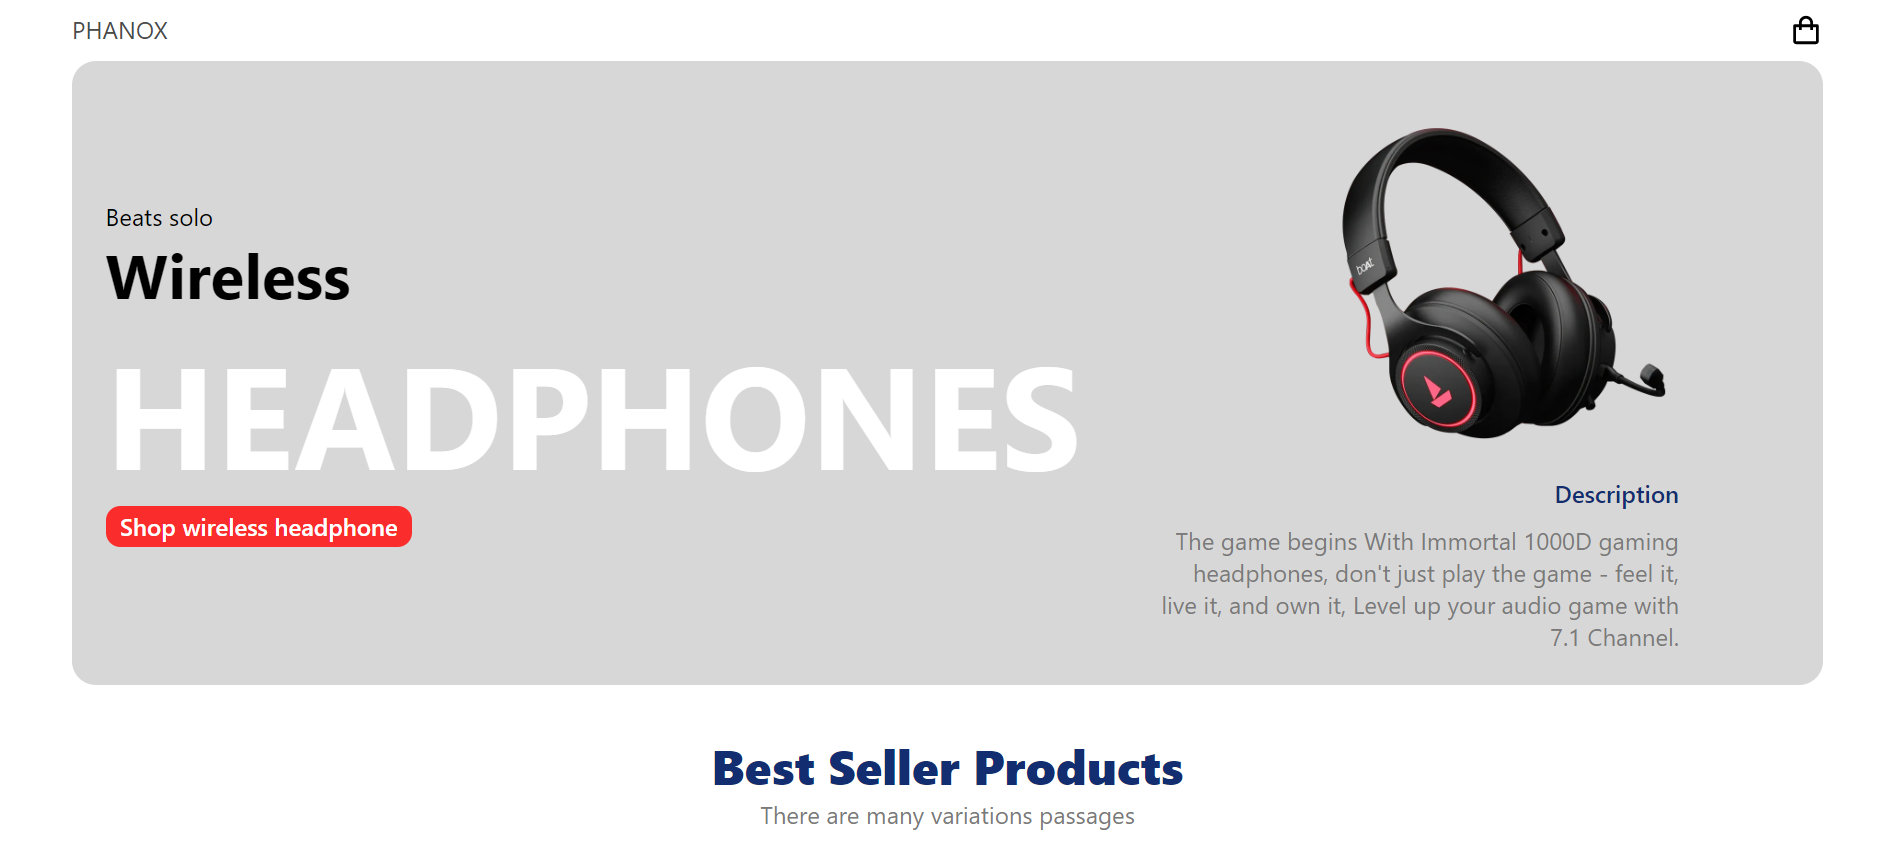 PHANOX
Beats solo
Wireless
HEADPHONES
Shop wireless headphone
boAt
Description
The game begins With Immortal 1000D gaming
headphones, don't just play the game - feel it,
live it, and own it, Level up your audio game with
7.1 Channel.
Best Seller Products
There are many variations passages